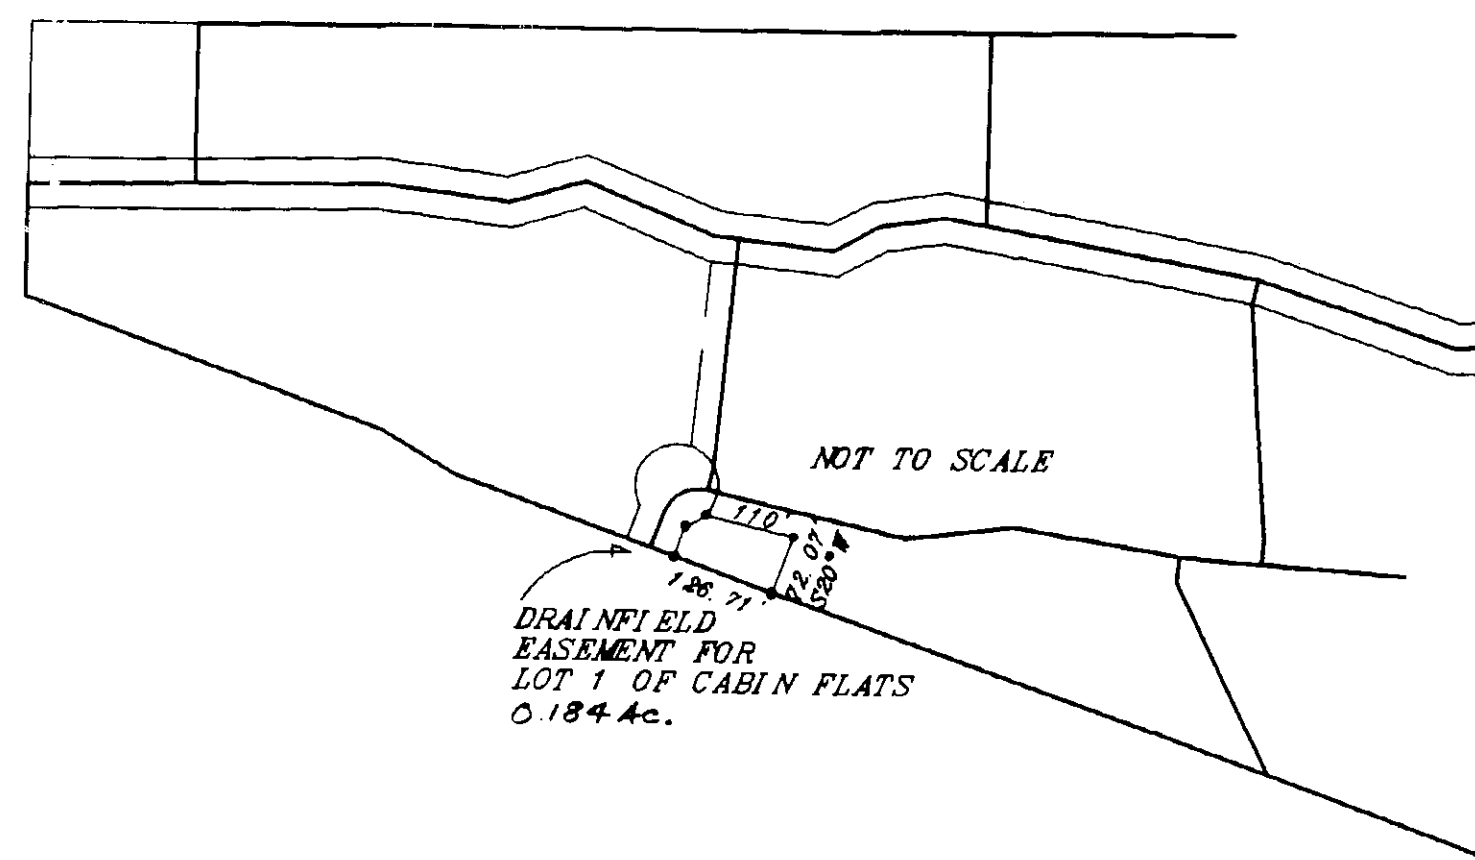 NOT TO SCALE
110'
72.07'
S20°W
126.71'
DRAINFIELD
EASEMENT FOR
LOT 1 OF CABIN FLATS
0.184 Ac.